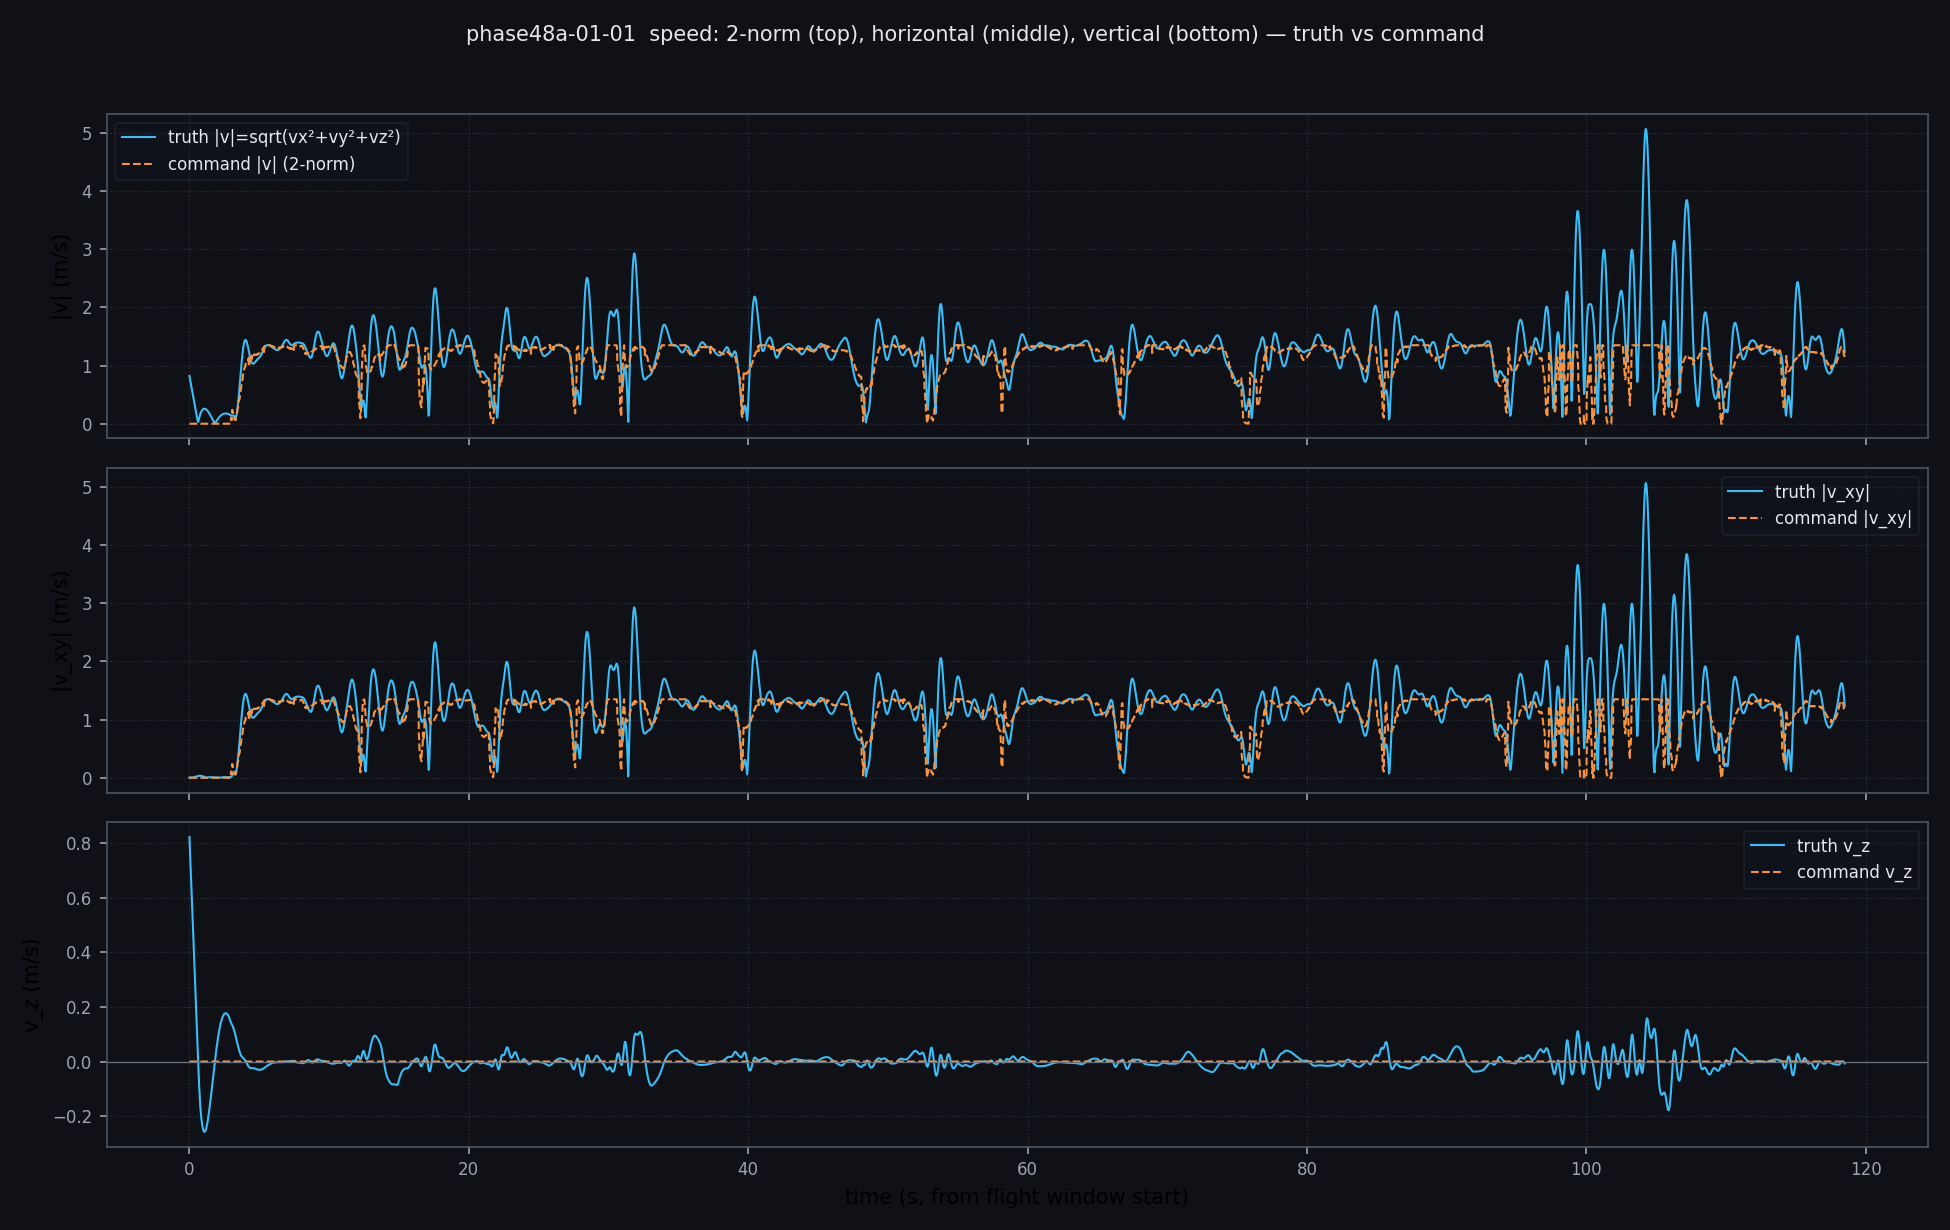 phase48a-01-01  speed: 2-norm (top), horizontal (middle), vertical (bottom) — truth vs command
|v| (m/s)
5
4
3
2
1
0
truth |v|=sqrt(vx²+vy²+vz²)
command |v| (2-norm)
|v_xy| (m/s)
5
4
3
2
1
0
truth |v_xy|
command |v_xy|
v_z (m/s)
0.8
0.6
0.4
0.2
0.0
−0.2
truth v_z
command v_z
0 20 40 60 80 100 120
time (s, from flight window start)